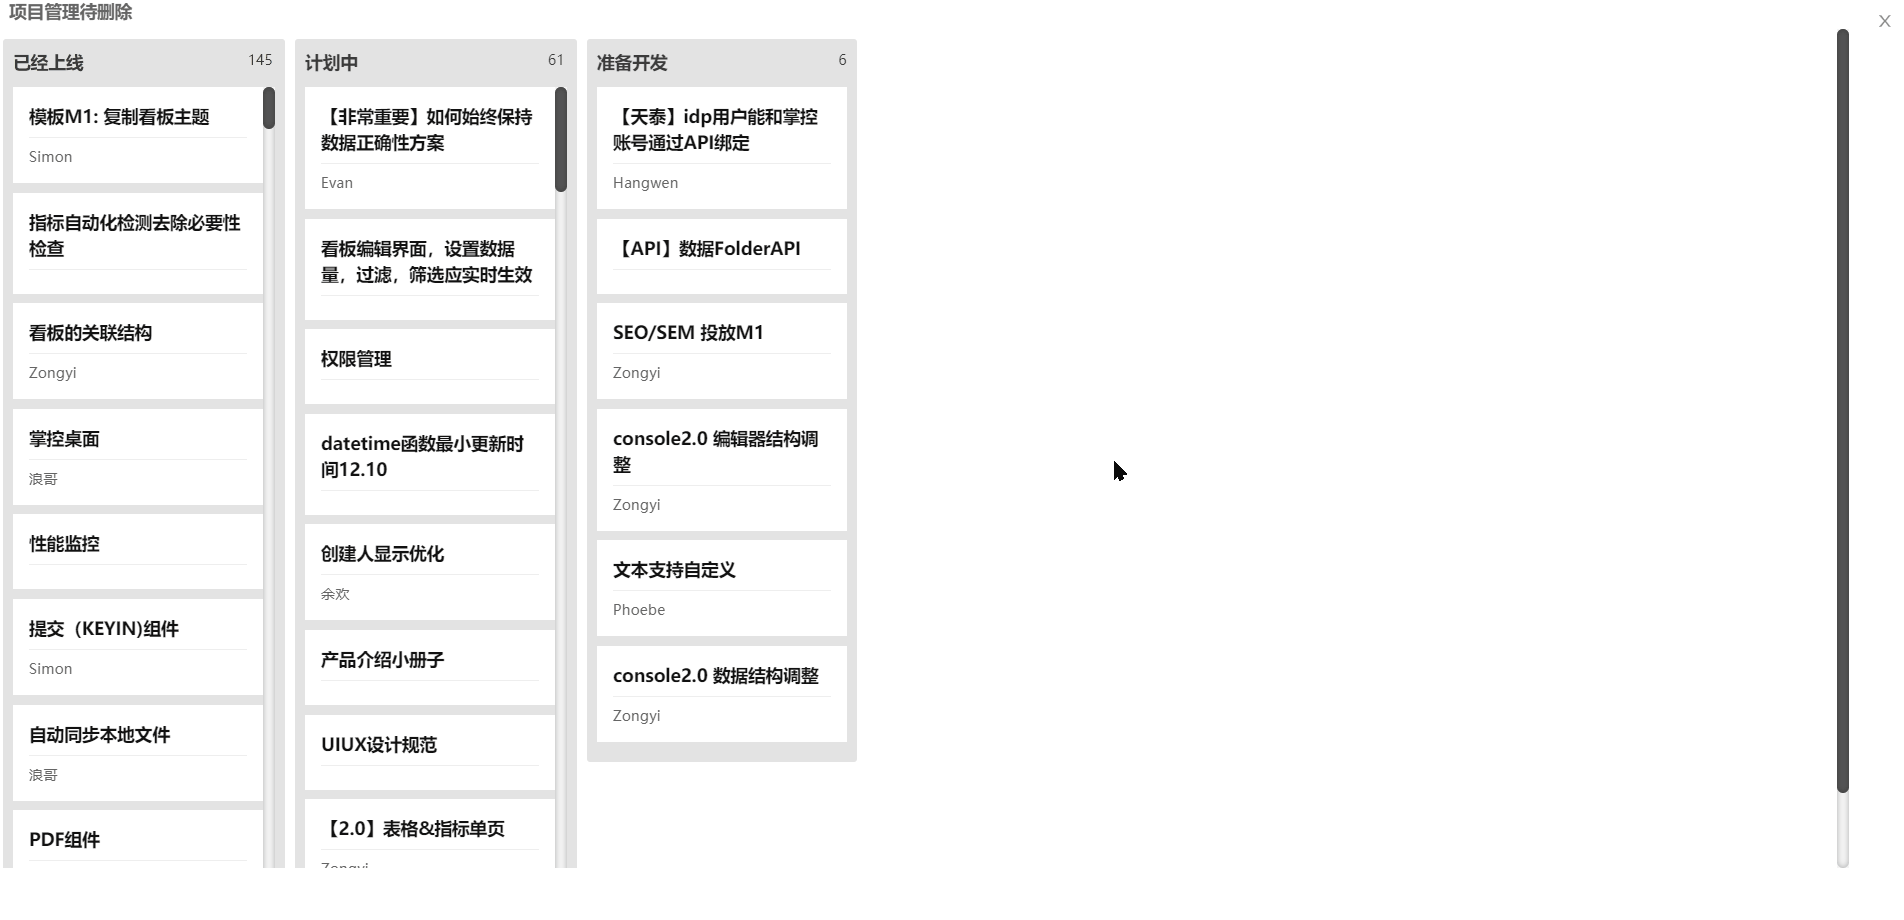 项目管理待删除
X
已经上线 145
模板M1: 复制看板主题
Simon
指标自动化检测去除必要性
检查
看板的关联结构
Zongyi
掌控桌面
浪哥
性能监控
提交（KEYIN)组件
Simon
自动同步本地文件
浪哥
PDF组件
计划中 61
【非常重要】如何始终保持
数据正确性方案
Evan
看板编辑界面，设置数据
量，过滤，筛选应实时生效
权限管理
datetime函数最小更新时
间12.10
创建人显示优化
余欢
产品介绍小册子
UIUX设计规范
【2.0】表格&指标单页
Zongyi
准备开发 6
【天泰】idp用户能和掌控
账号通过API绑定
Hangwen
【API】数据FolderAPI
SEO/SEM 投放M1
Zongyi
console2.0 编辑器结构调
整
Zongyi
文本支持自定义
Phoebe
console2.0 数据结构调整
Zongyi